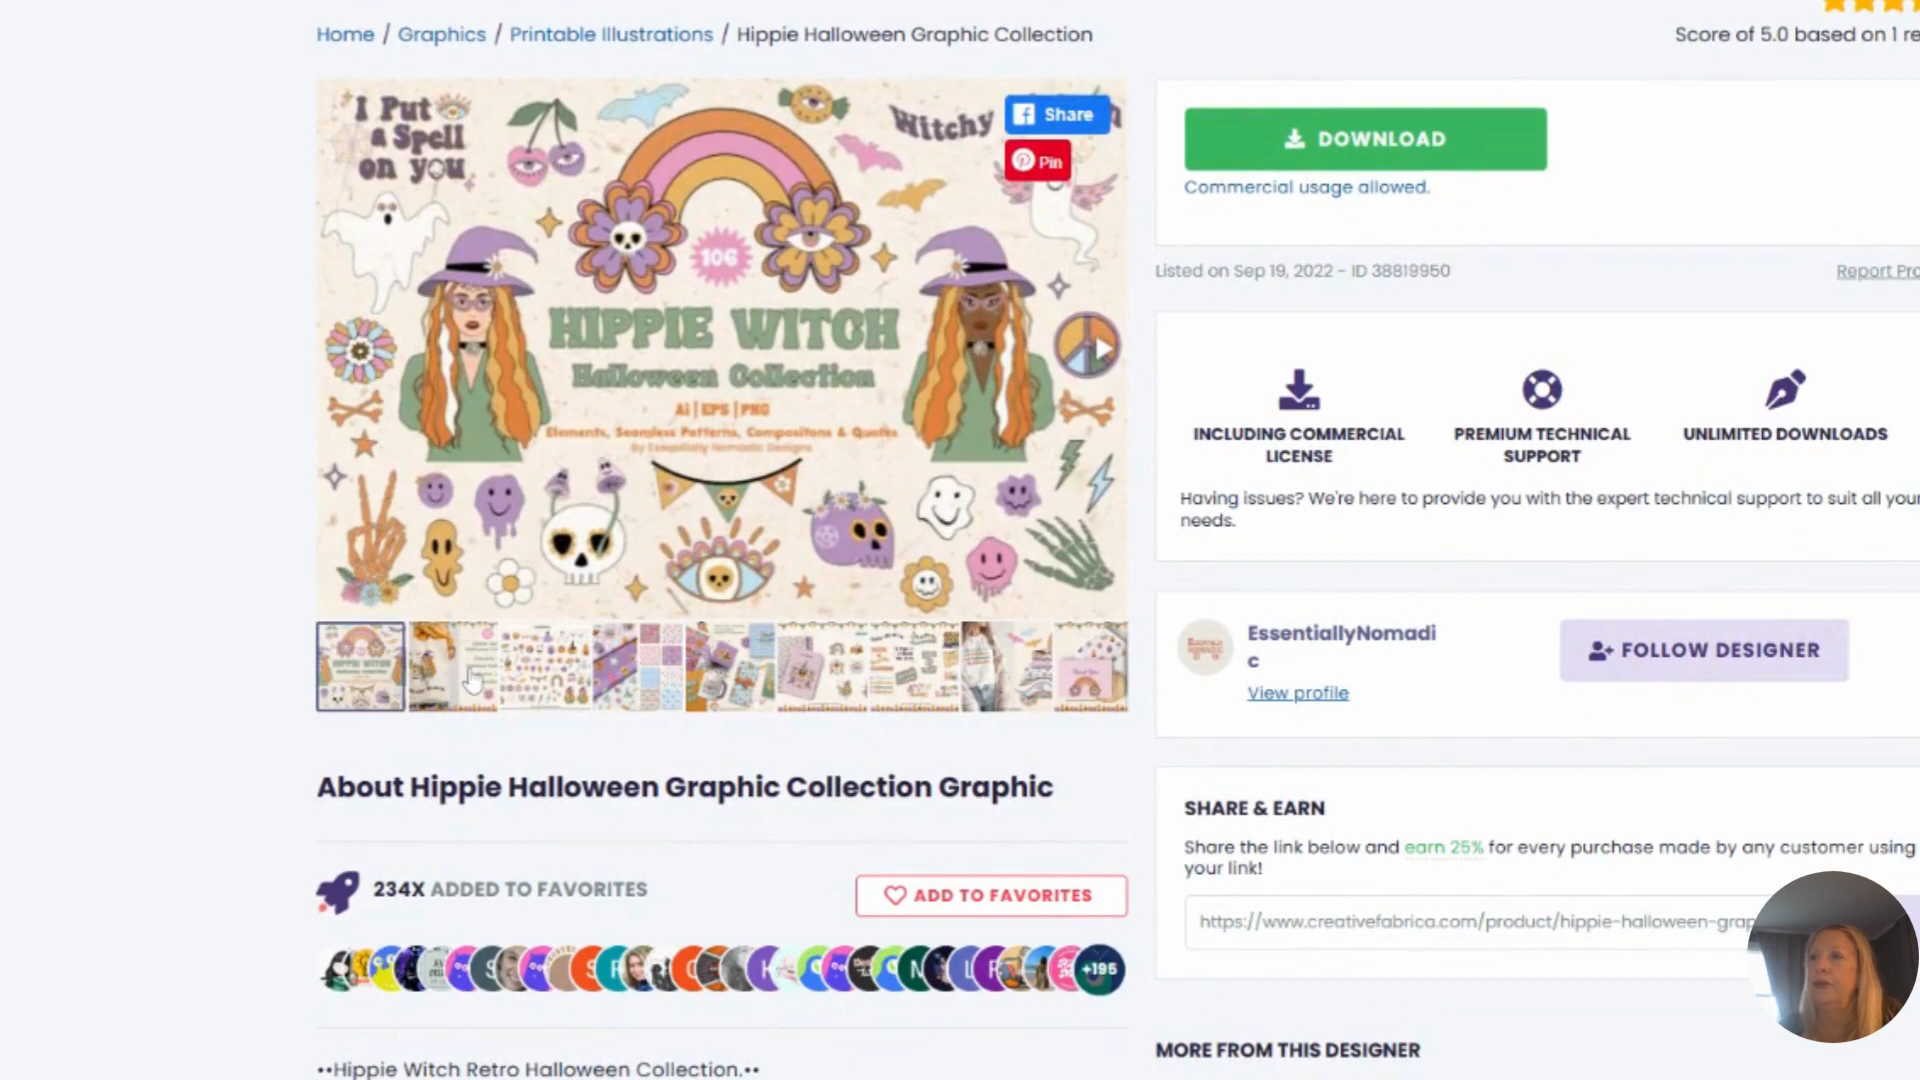 Home / Graphics / Printable Illustrations / Hippie Halloween Graphic Collection
Score of 5.0 based on 1 re
I Put
a Spell
on you
Witchy
Share
Pin
106
HIPPIE WITCH
Halloween Collection
Ai | EPS | PNG
Elements, Seamless Patterns, Compositons & Quotes
By Essentially Nomadic Designs
DOWNLOAD
Commercial usage allowed.
Listed on Sep 19, 2022 - ID 38819950
Report Pro
INCLUDING COMMERCIAL
LICENSE
PREMIUM TECHNICAL
SUPPORT
UNLIMITED DOWNLOADS
Having issues? We're here to provide you with the expert technical support to suit all your
needs.
EssentiallyNomadi
c
View profile
FOLLOW DESIGNER
About Hippie Halloween Graphic Collection Graphic
234X ADDED TO FAVORITES
ADD TO FAVORITES
+195
SHARE & EARN
Share the link below and earn 25% for every purchase made by any customer using
your link!
https://www.creativefabrica.com/product/hippie-halloween-grap
MORE FROM THIS DESIGNER
••Hippie Witch Retro Halloween Collection.••